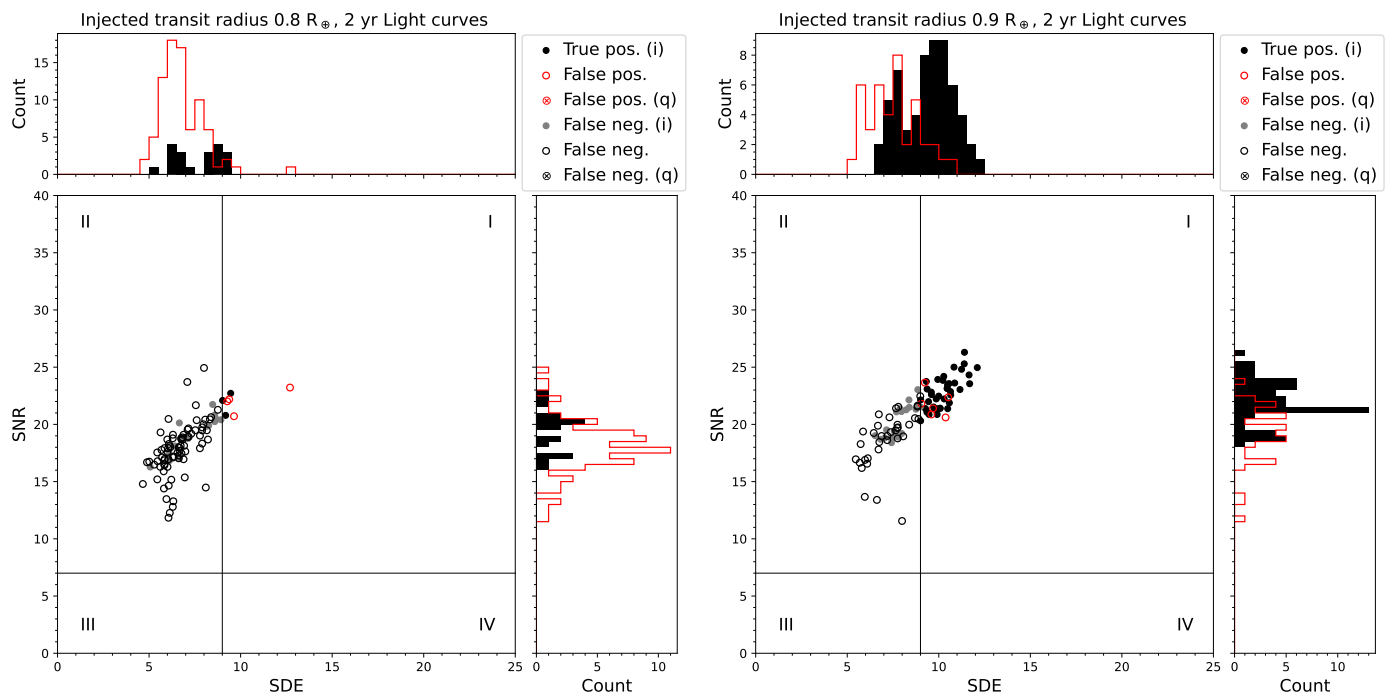 Injected transit radius 0.8 R⊕, 2 yr Light curves
Count
15
10
5
0
True pos. (i)
False pos.
False pos. (q)
False neg. (i)
False neg.
False neg. (q)
SNR
40
35
30
25
20
15
10
5
0
II
I
III
IV
0 5 10 15 20 25
SDE
0 5 10
Count
Injected transit radius 0.9 R⊕, 2 yr Light curves
Count
8
6
4
2
0
True pos. (i)
False pos.
False pos. (q)
False neg. (i)
False neg.
False neg. (q)
SNR
40
35
30
25
20
15
10
5
0
II
I
III
IV
0 5 10 15 20 25
SDE
0 5 10
Count